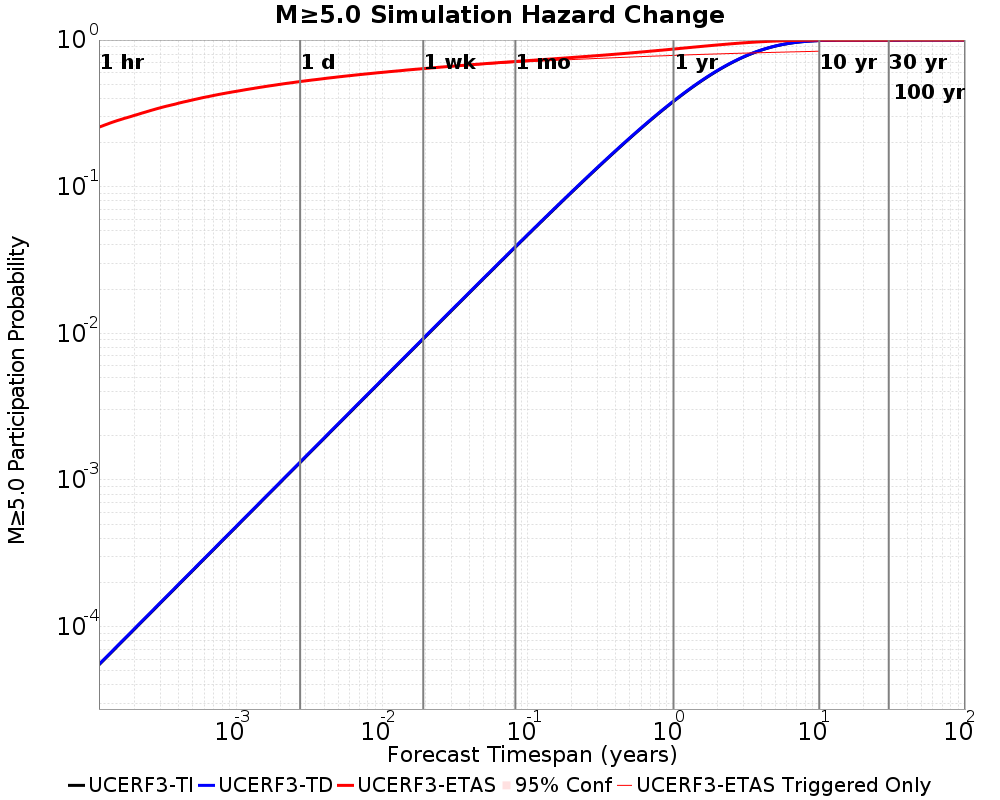 M≥5.0 Simulation Hazard Change
1 hr
1 d
1 wk
1 mo
1 yr
10 yr
30 yr
100 yr
10^0
10^-1
10^-2
10^-3
10^-4
M≥5.0 Participation Probability
10^-3
10^-2
10^-1
10^0
10^1
10^2
Forecast Timespan (years)
UCERF3-TI
UCERF3-TD
UCERF3-ETAS
95% Conf
UCERF3-ETAS Triggered Only